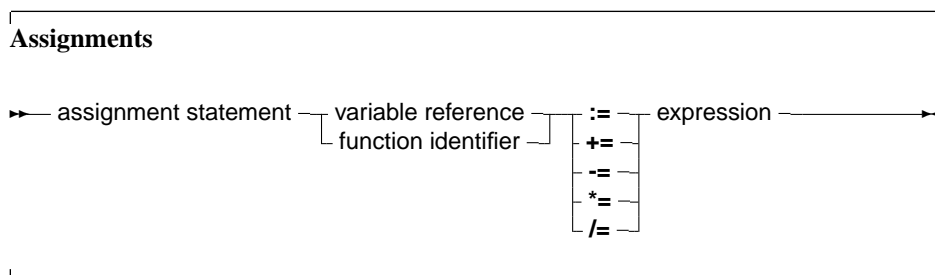 Assignments
assignment statement variable reference := expression
function identifier +=
-=
*=
/=